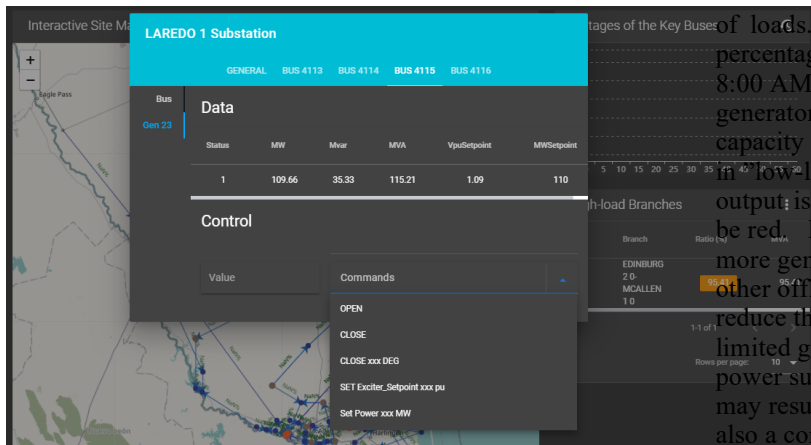 Interactive Site Ma
LAREDO 1 Substation
GENERAL BUS 4113 BUS 4114 BUS 4115 BUS 4116
Bus
Gen 23
Data
Status MW Mvar MVA VpuSetpoint MWSetpoint
1 109.66 35.33 115.21 1.09 110
Control
Value
Commands
OPEN
CLOSE
CLOSE xxx DEG
SET Exciter_Setpoint xxx pu
Set Power xxx MW
+
−
Eagle Pass
tages of the Key Buses
5 10 15 20 25 30 35 40 45 50 55
gh-load Branches
Branch Ratio (%) MVA
EDINBURG
2 0-
MCALLEN
1 0
95.41
1-1 of 1
Rows per page: 10
of loads.
percentag
8:00 AM
generator
capacity
in "low-l
output is
be red.
more gen
other off
reduce th
limited g
power su
may resu
also a co